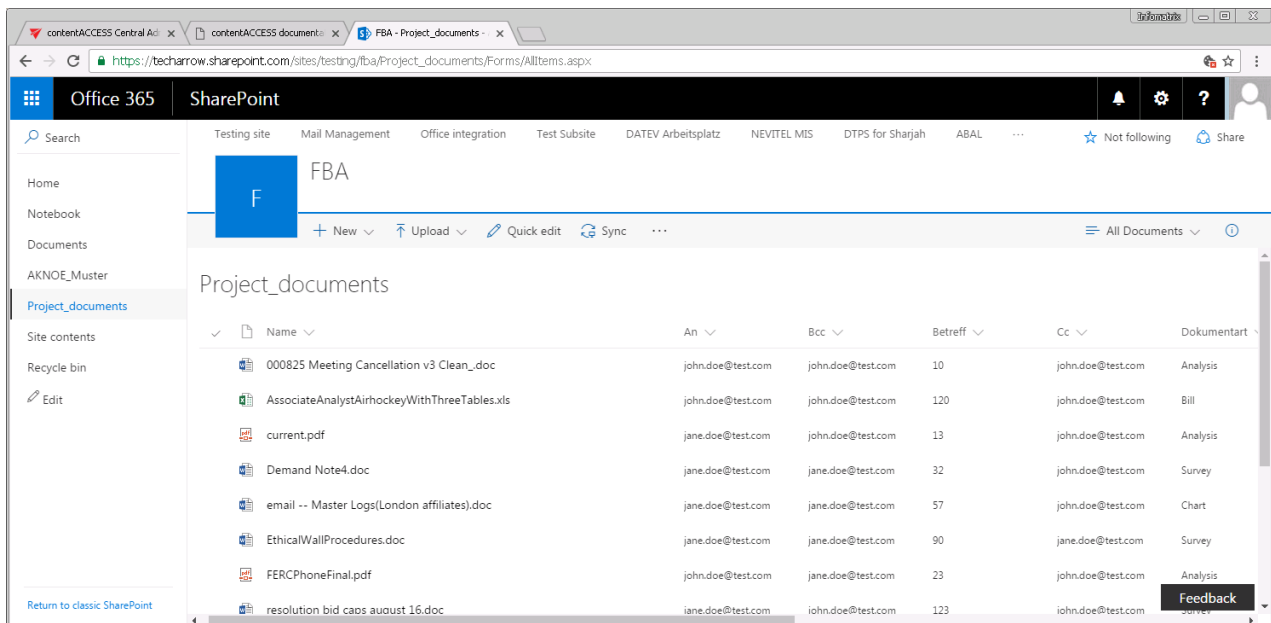 Infomatrix
contentACCESS Central Ad
contentACCESS documenta
FBA - Project_documents -
https://techarrow.sharepoint.com/sites/testing/fba/Project_documents/Forms/AllItems.aspx
Office 365 SharePoint ?
Search
Testing site Mail Management Office integration Test Subsite DATEV Arbeitsplatz NEVITEL MIS DTPS for Sharjah ABAL ... Not following Share
Home
Notebook
Documents
AKNOE_Muster
Project_documents
Site contents
Recycle bin
Edit
Return to classic SharePoint
F
FBA
New Upload Quick edit Sync ... All Documents
Project_documents
Name An Bcc Betreff Cc Dokumentart
000825 Meeting Cancellation v3 Clean_.doc john.doe@test.com john.doe@test.com 10 john.doe@test.com Analysis
AssociateAnalystAirhockeyWithThreeTables.xls john.doe@test.com john.doe@test.com 120 john.doe@test.com Bill
current.pdf jane.doe@test.com john.doe@test.com 13 john.doe@test.com Analysis
Demand Note4.doc jane.doe@test.com jane.doe@test.com 32 john.doe@test.com Survey
email -- Master Logs(London affiliates).doc jane.doe@test.com jane.doe@test.com 57 john.doe@test.com Chart
EthicalWallProcedures.doc jane.doe@test.com jane.doe@test.com 90 jane.doe@test.com Survey
FERCPhoneFinal.pdf john.doe@test.com jane.doe@test.com 23 john.doe@test.com Analysis
resolution bid caps august 16.doc jane.doe@test.com john.doe@test.com 123 john.doe@test.com Survey
Feedback